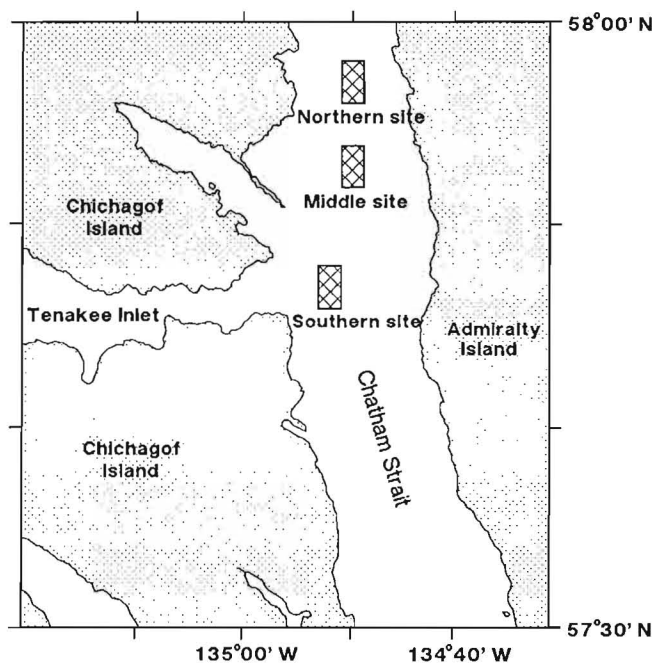 58°00' N
Northern site
Middle site
Chichagof
Island
Tenakee Inlet
Southern site
Admiralty
Island
Chatham Strait
Chichagof
Island
57°30' N
135°00' W
134°40' W